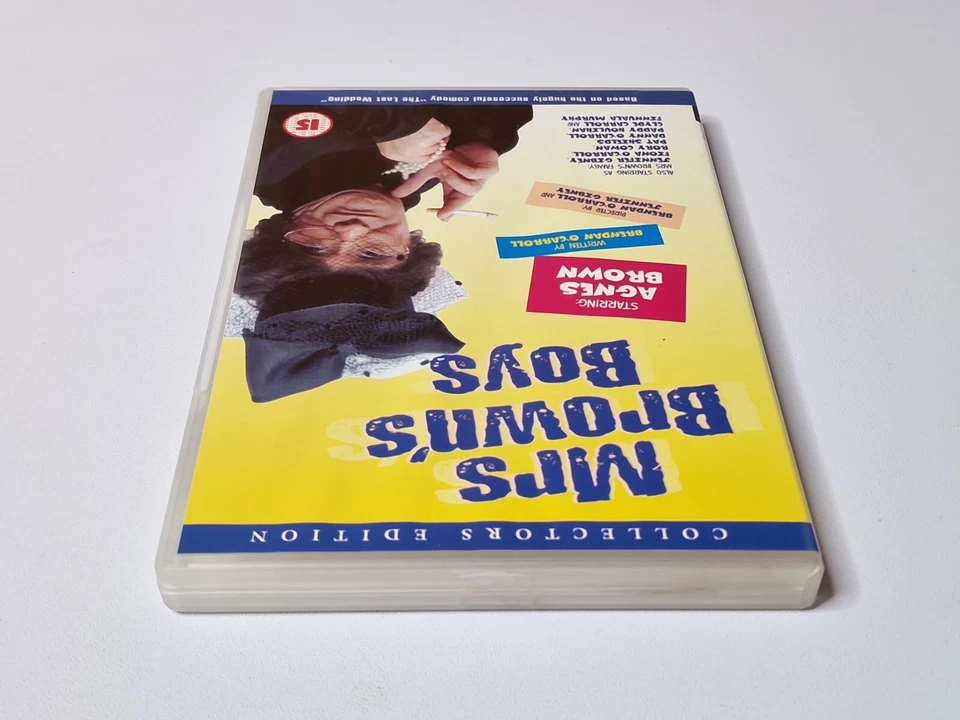 COLLECTORS EDITION
Mrs
Brown's
Boys
STARRING:
AGNES
BROWN
WRITTEN BY
BRENDAN O'CARROLL
DIRECTED BY:
BRENDAN O'CARROLL AND
JENNIFER GIBNEY
ALSO STARRING AS
MRS BROWN'S FAMILY
JENNIFER GIBNEY,
FIONA O'CARROLL,
RORY COWAN,
PAT SHIELDS,
DANNY O'CARROLL,
PADDY HOULIHAN,
CLYDE CARROLL AND
FINNUALA MURPHY
15
Based on the hugely successful comedy "The Last Wedding"